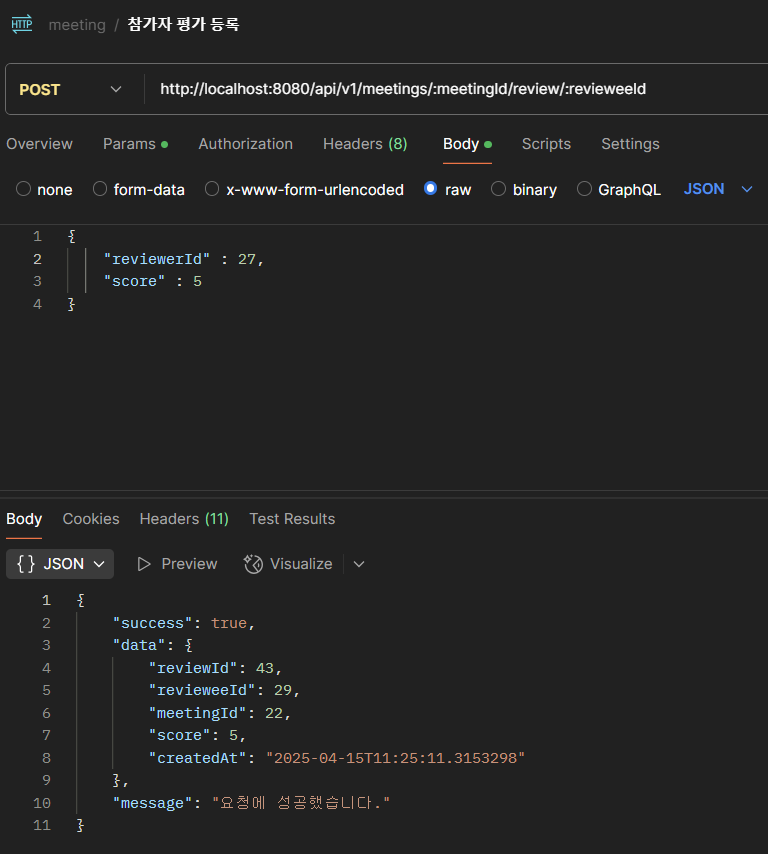 HTTP meeting / 참가자 평가 등록
POST http://localhost:8080/api/v1/meetings/:meetingId/review/:revieweeId
Overview Params Authorization Headers (8) Body Scripts Settings
none form-data x-www-form-urlencoded raw binary GraphQL JSON
1 {
2 "reviewerId" : 27,
3 "score" : 5
4 }
Body Cookies Headers (11) Test Results
{} JSON Preview Visualize
1 {
2 "success": true,
3 "data": {
4 "reviewId": 43,
5 "revieweeId": 29,
6 "meetingId": 22,
7 "score": 5,
8 "createdAt": "2025-04-15T11:25:11.3153298"
9 },
10 "message": "요청에 성공했습니다."
11 }